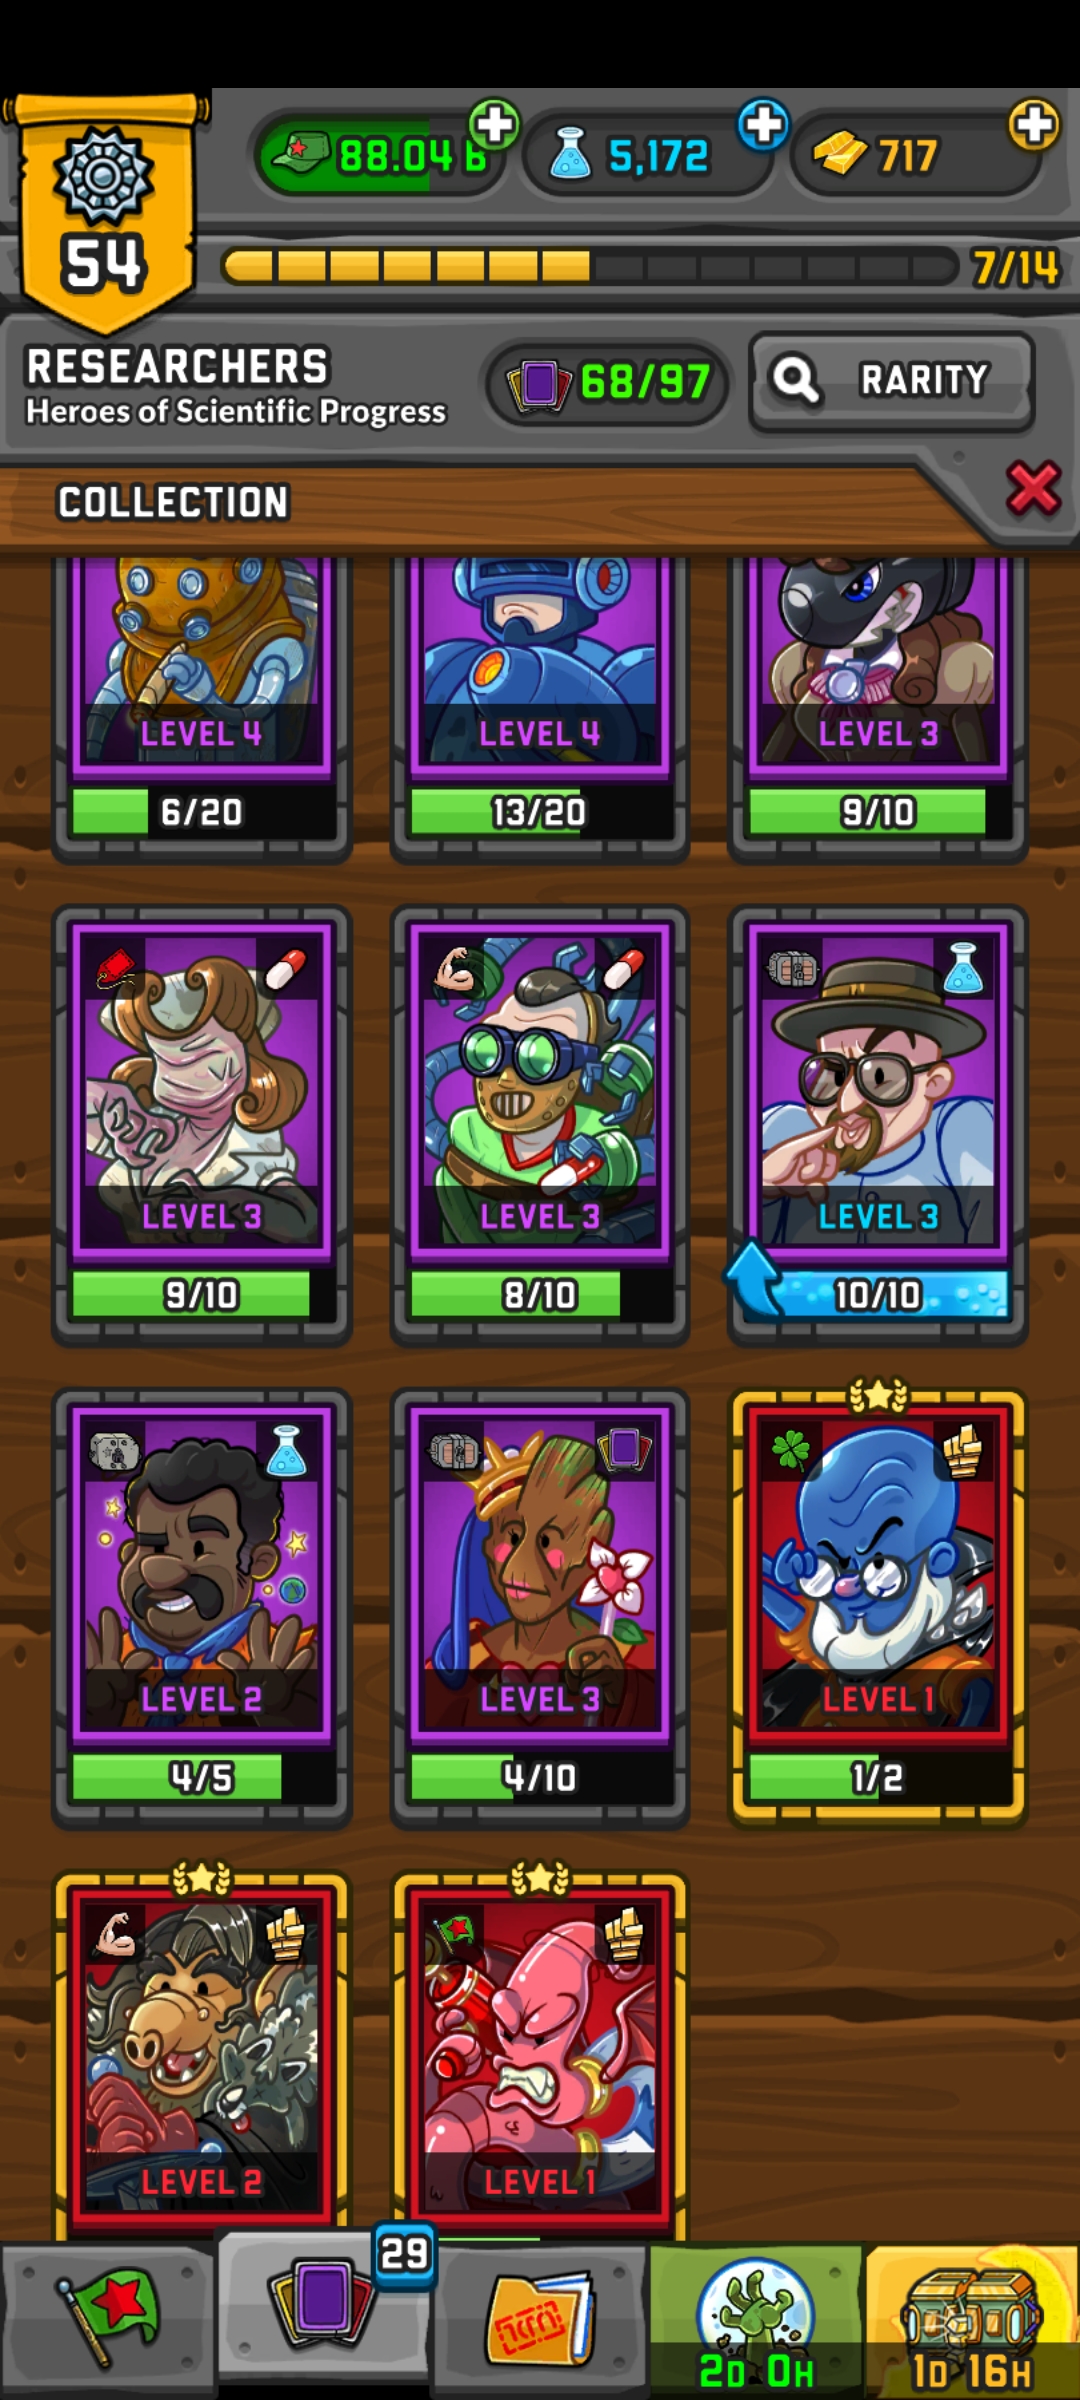 88.04 B
5,172
717
54
7/14
RESEARCHERS
Heroes of Scientific Progress
68/97
RARITY
COLLECTION
LEVEL 4
LEVEL 4
LEVEL 3
6/20
13/20
9/10
LEVEL 3
LEVEL 3
LEVEL 3
9/10
8/10
10/10
LEVEL 2
LEVEL 3
LEVEL 1
4/5
4/10
1/2
LEVEL 2
LEVEL 1
29
2D 0H
1D 16H